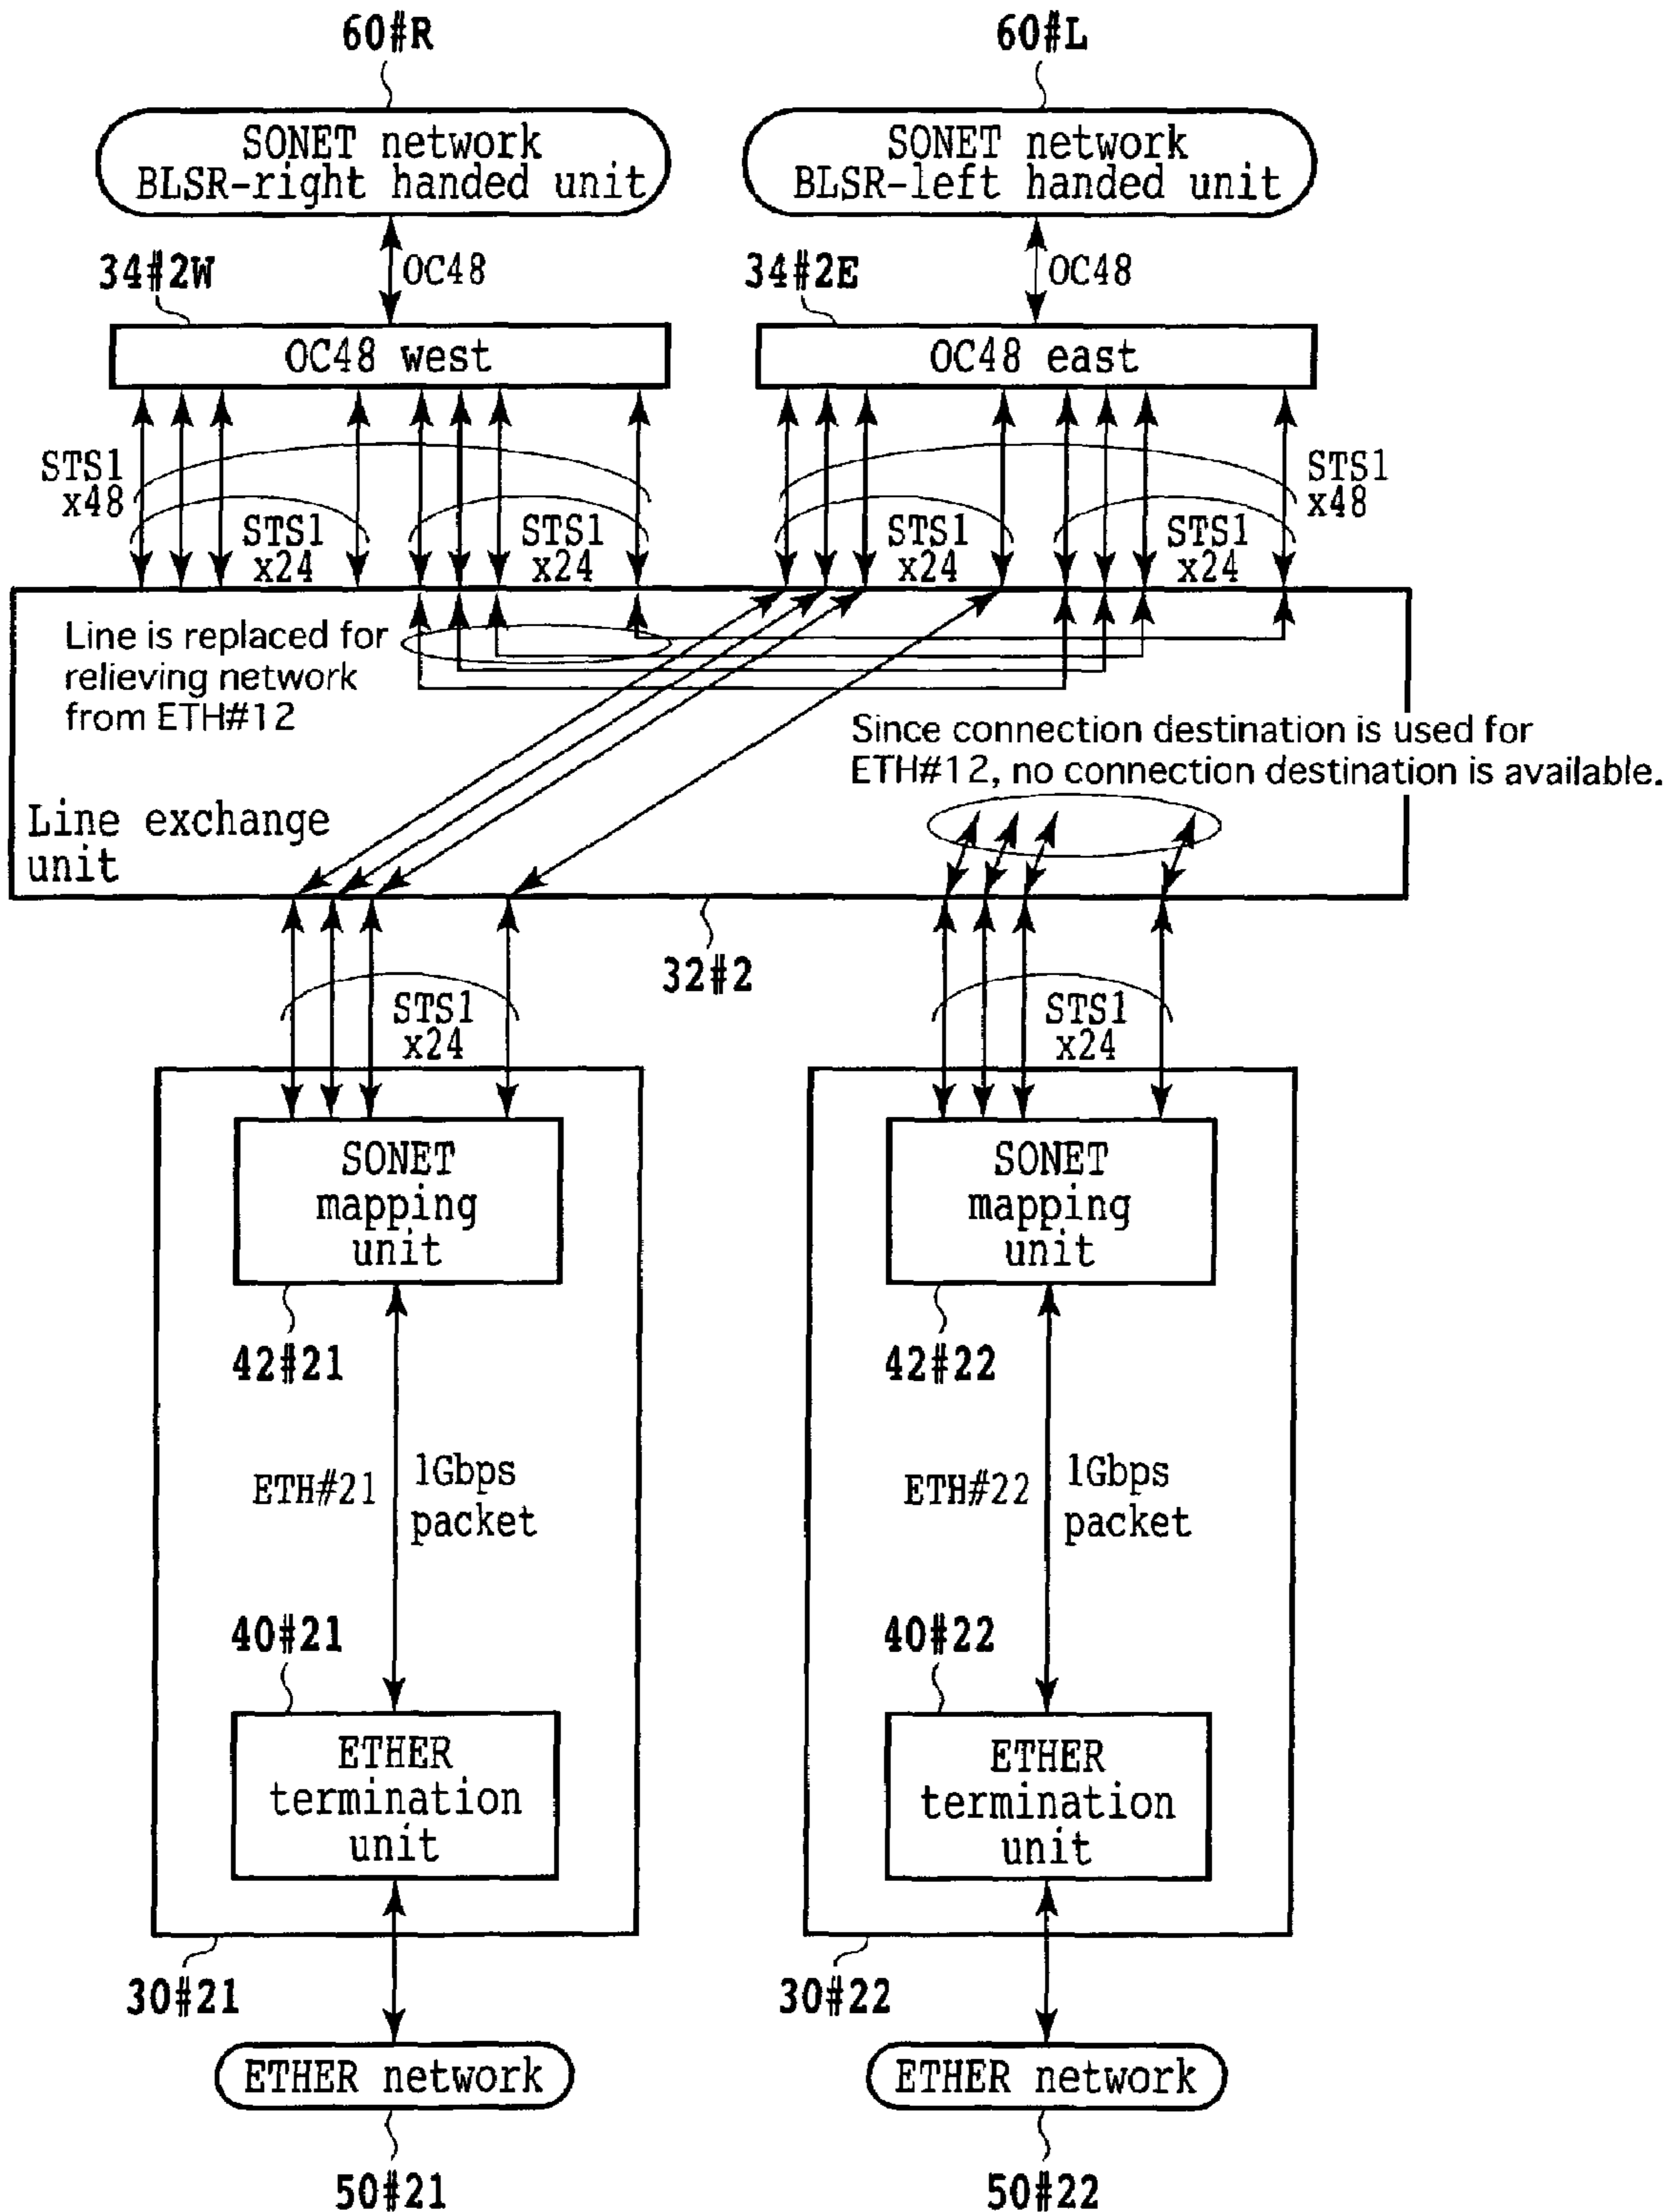 60#R
60#L
SONET network
BLSR-right handed unit
SONET network
BLSR-left handed unit
34#2W
OC48
34#2E
OC48
OC48 west
OC48 east
STS1
x48
STS1
x24
STS1
x24
STS1
x24
STS1
x24
STS1
x48
Line is replaced for
relieving network
from ETH#12
Since connection destination is used for
ETH#12, no connection destination is available.
Line exchange
unit
32#2
STS1
x24
STS1
x24
SONET
mapping
unit
SONET
mapping
unit
42#21
42#22
ETH#21
1Gbps
packet
ETH#22
1Gbps
packet
40#21
40#22
ETHER
termination
unit
ETHER
termination
unit
30#21
30#22
ETHER network
ETHER network
50#21
50#22